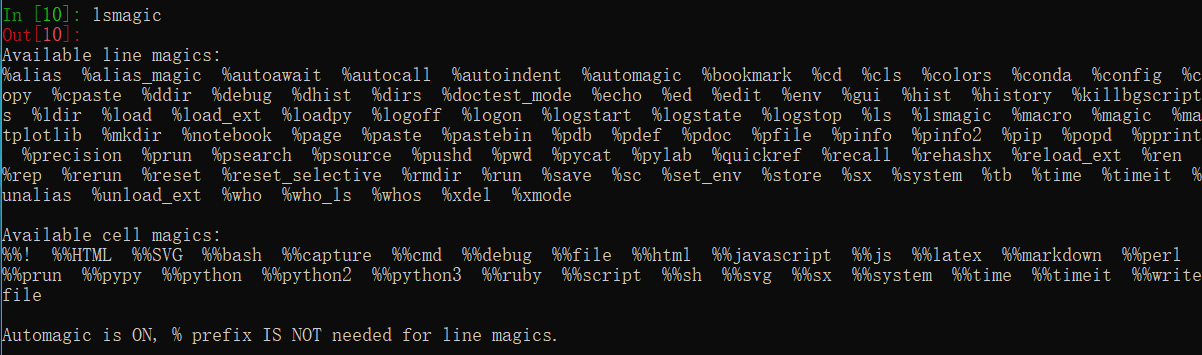 In [10]: lsmagic
Out[10]:
Available line magics:
%alias  %alias_magic  %autoawait  %autocall  %autoindent  %automagic  %bookmark  %cd  %cls  %colors  %conda  %config  %c
opy  %cpaste  %ddir  %debug  %dhist  %dirs  %doctest_mode  %echo  %ed  %edit  %env  %gui  %hist  %history  %killbgscript
s  %ldir  %load  %load_ext  %loadpy  %logoff  %logon  %logstart  %logstate  %logstop  %ls  %lsmagic  %macro  %magic  %ma
tplotlib  %mkdir  %notebook  %page  %paste  %pastebin  %pdb  %pdef  %pdoc  %pfile  %pinfo  %pinfo2  %pip  %popd  %pprint
  %precision  %prun  %psearch  %psource  %pushd  %pwd  %pycat  %pylab  %quickref  %recall  %rehashx  %reload_ext  %ren
%rep  %rerun  %reset  %reset_selective  %rmdir  %run  %save  %sc  %set_env  %store  %sx  %system  %tb  %time  %timeit  %
unalias  %unload_ext  %who  %who_ls  %whos  %xdel  %xmode

Available cell magics:
%%!  %%HTML  %%SVG  %%bash  %%capture  %%cmd  %%debug  %%file  %%html  %%javascript  %%js  %%latex  %%markdown  %%perl
%%prun  %%pypy  %%python  %%python2  %%python3  %%ruby  %%script  %%sh  %%svg  %%sx  %%system  %%time  %%timeit  %%write
file

Automagic is ON, % prefix IS NOT needed for line magics.